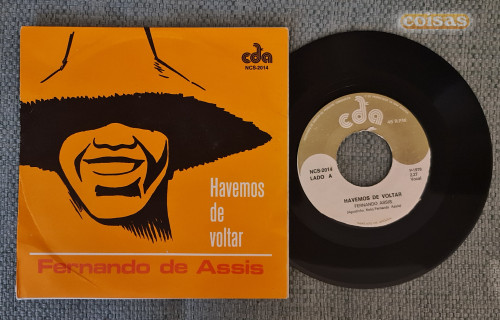 coisas
cda
NCS-2014
Havemos
de
voltar
Fernando de Assis
cda
45 R.P.M.
NCS-2014
LADO A
HAVEMOS DE VOLTAR
FERNANDO ASSIS